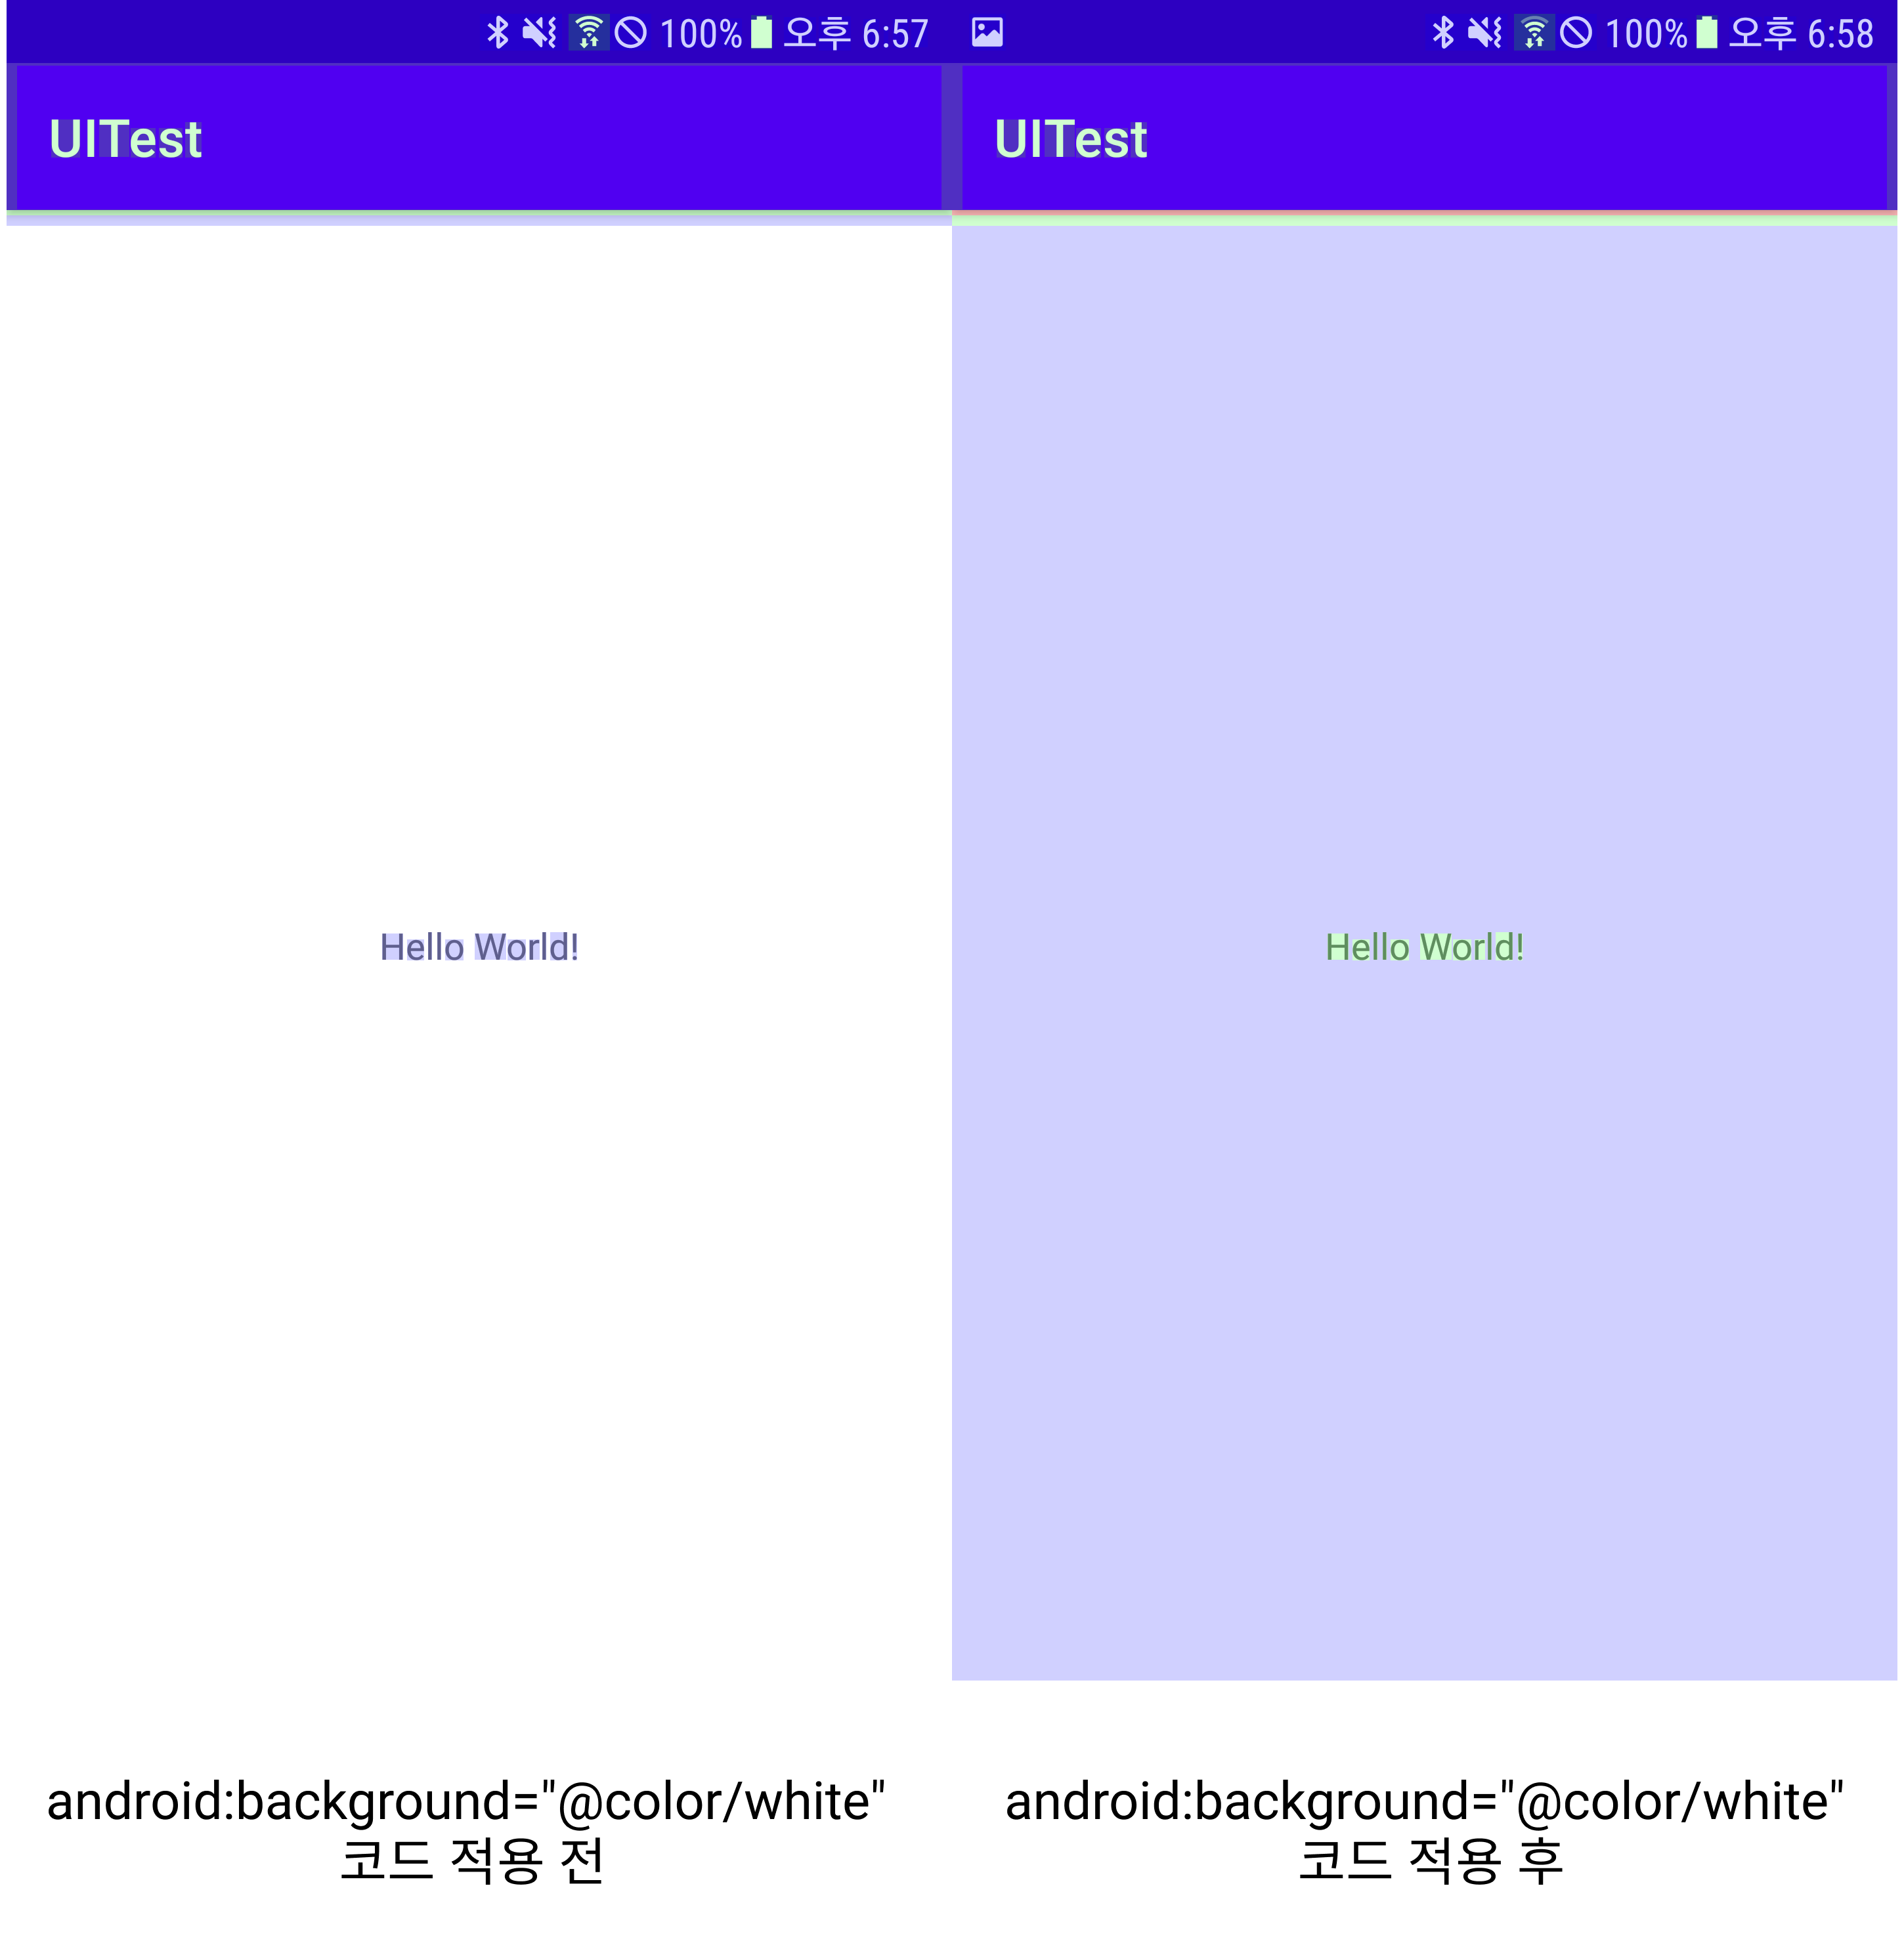 100% 오후 6:57
100% 오후 6:58
UITest
UITest
Hello World!
Hello World!
android:background="@color/white"
코드 적용 전
android:background="@color/white"
코드 적용 후